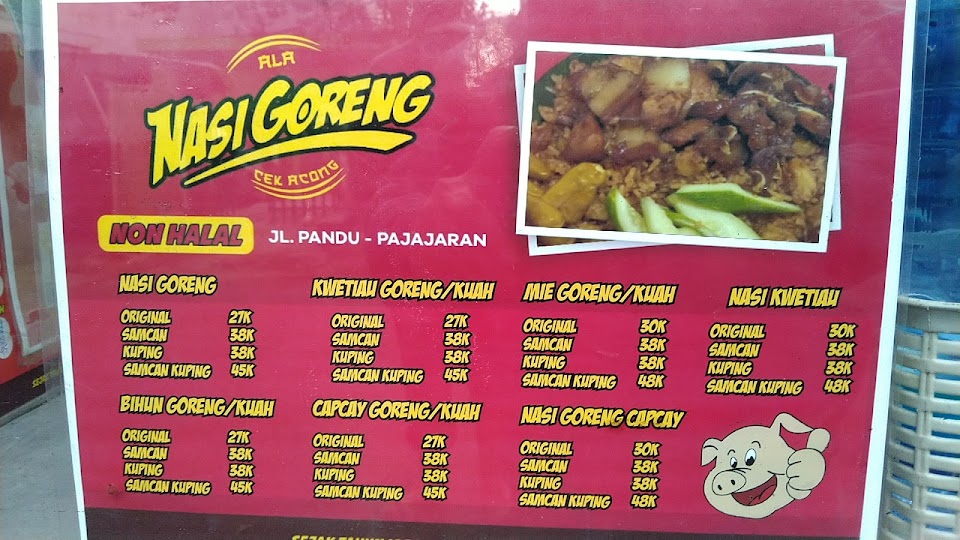 ALA
NASI GORENG
CEK ACONG
NON HALAL
JL. PANDU - PAJAJARAN
NASI GORENG
ORIGINAL 27K
SAMCAN 38K
KUPING 38K
SAMCAN KUPING 45K
KWETIAU GORENG/KUAH
ORIGINAL 27K
SAMCAN 38K
KUPING 38K
SAMCAN KUPING 45K
MIE GORENG/KUAH
ORIGINAL 30K
SAMCAN 38K
KUPING 38K
SAMCAN KUPING 48K
NASI KWETIAU
ORIGINAL 30K
SAMCAN 38K
KUPING 38K
SAMCAN KUPING 48K
BIHUN GORENG/KUAH
ORIGINAL 27K
SAMCAN 38K
KUPING 38K
SAMCAN KUPING 45K
CAPCAY GORENG/KUAH
ORIGINAL 27K
SAMCAN 38K
KUPING 38K
SAMCAN KUPING 45K
NASI GORENG CAPCAY
ORIGINAL 30K
SAMCAN 38K
KUPING 38K
SAMCAN KUPING 48K